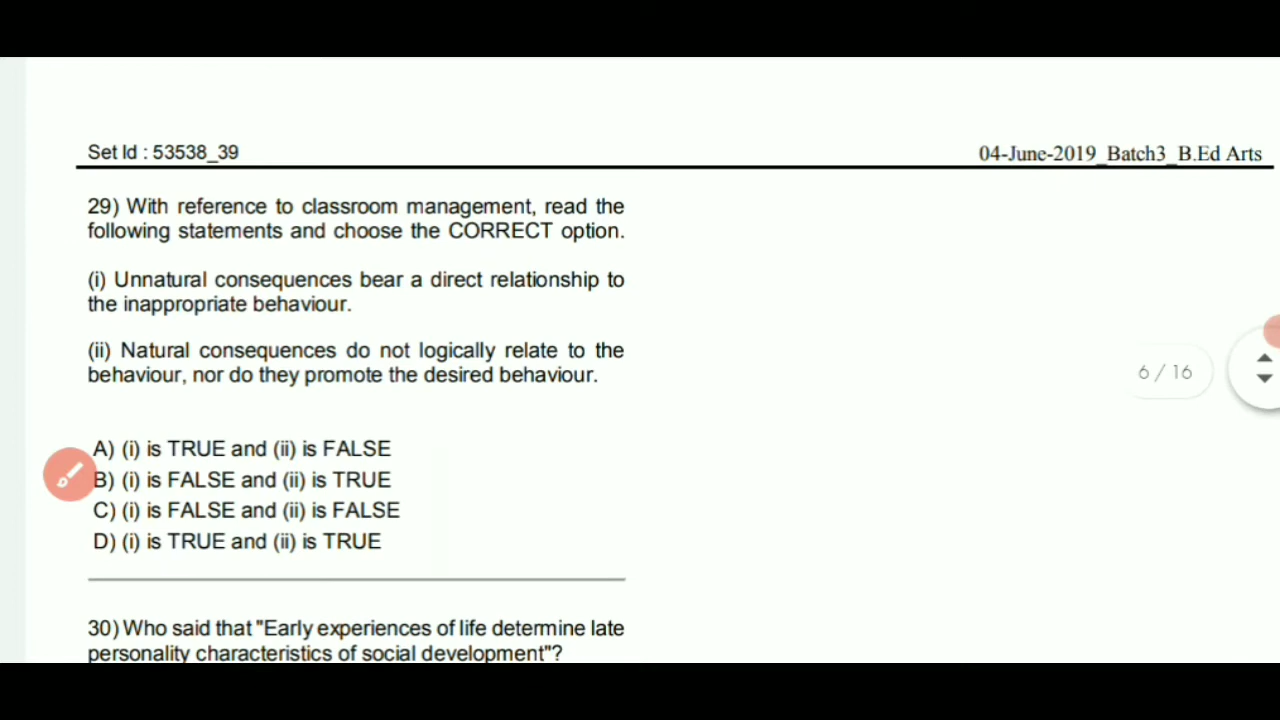 Set Id : 53538_39
04-June-2019_Batch3_B.Ed Arts
29) With reference to classroom management, read the
following statements and choose the CORRECT option.
(i) Unnatural consequences bear a direct relationship to
the inappropriate behaviour.
(ii) Natural consequences do not logically relate to the
behaviour, nor do they promote the desired behaviour.
6 / 16
A) (i) is TRUE and (ii) is FALSE
B) (i) is FALSE and (ii) is TRUE
C) (i) is FALSE and (ii) is FALSE
D) (i) is TRUE and (ii) is TRUE
30) Who said that "Early experiences of life determine late
personality characteristics of social development"?